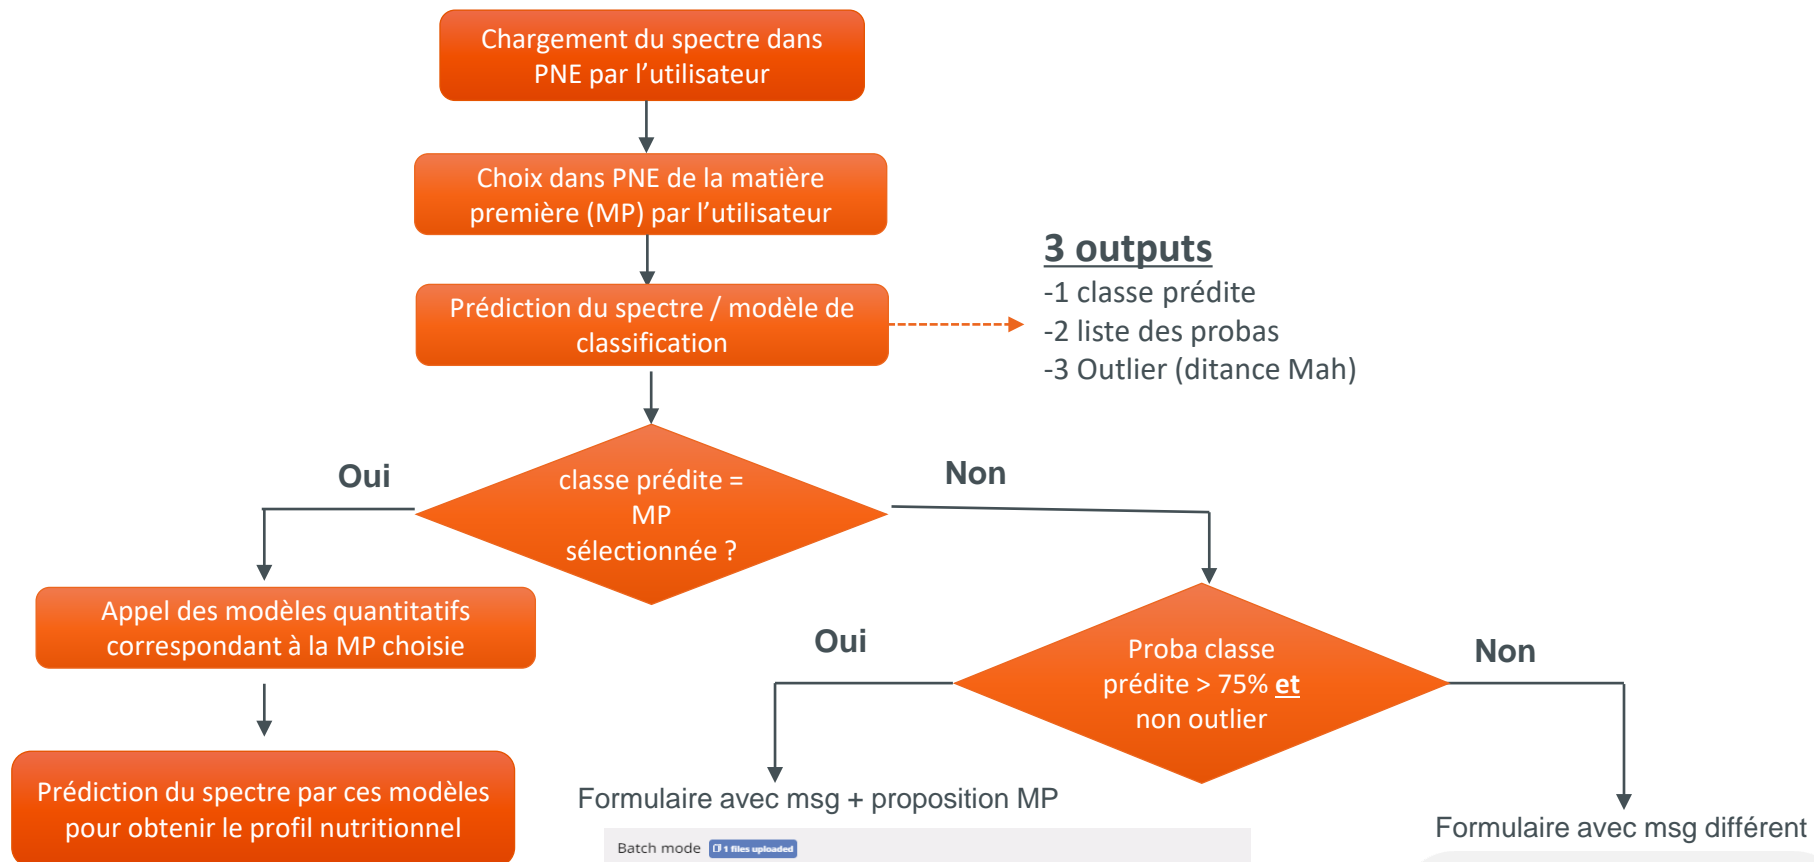 Chargement du spectre dans
PNE par l'utilisateur
Choix dans PNE de la matière
première (MP) par l'utilisateur
Prédiction du spectre / modèle de
classification
3 outputs
-1 classe prédite
-2 liste des probas
-3 Outlier (ditance Mah)
Oui
classe prédite =
MP
sélectionnée ?
Non
Appel des modèles quantitatifs
correspondant à la MP choisie
Prédiction du spectre par ces modèles
pour obtenir le profil nutritionnel
Oui
Proba classe
prédite > 75% et
non outlier
Non
Formulaire avec msg + proposition MP
Batch mode 1 files uploaded
Formulaire avec msg différent